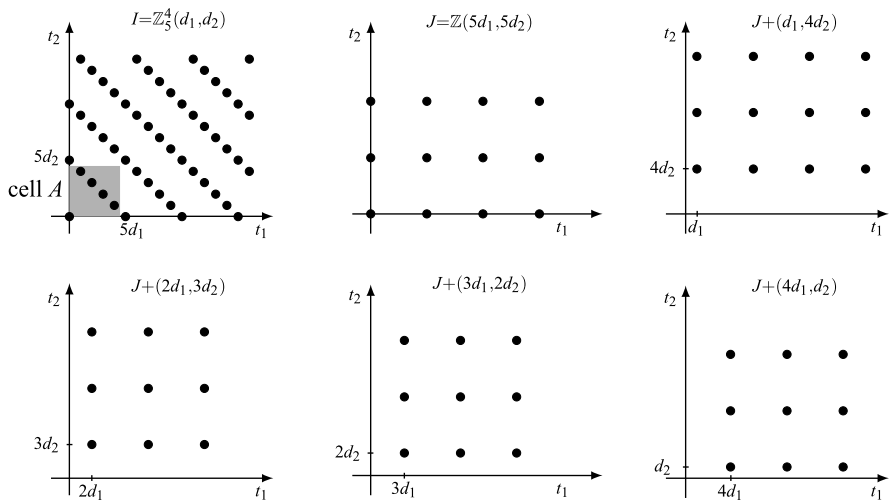 I=ℤ₅⁴(d₁,d₂)
t₂
5d₂
cell A
5d₁
t₁
J=ℤ(5d₁,5d₂)
t₂
t₁
J+(d₁,4d₂)
t₂
4d₂
d₁
t₁
J+(2d₁,3d₂)
t₂
3d₂
2d₁
t₁
J+(3d₁,2d₂)
t₂
2d₂
3d₁
t₁
J+(4d₁,d₂)
t₂
d₂
4d₁
t₁